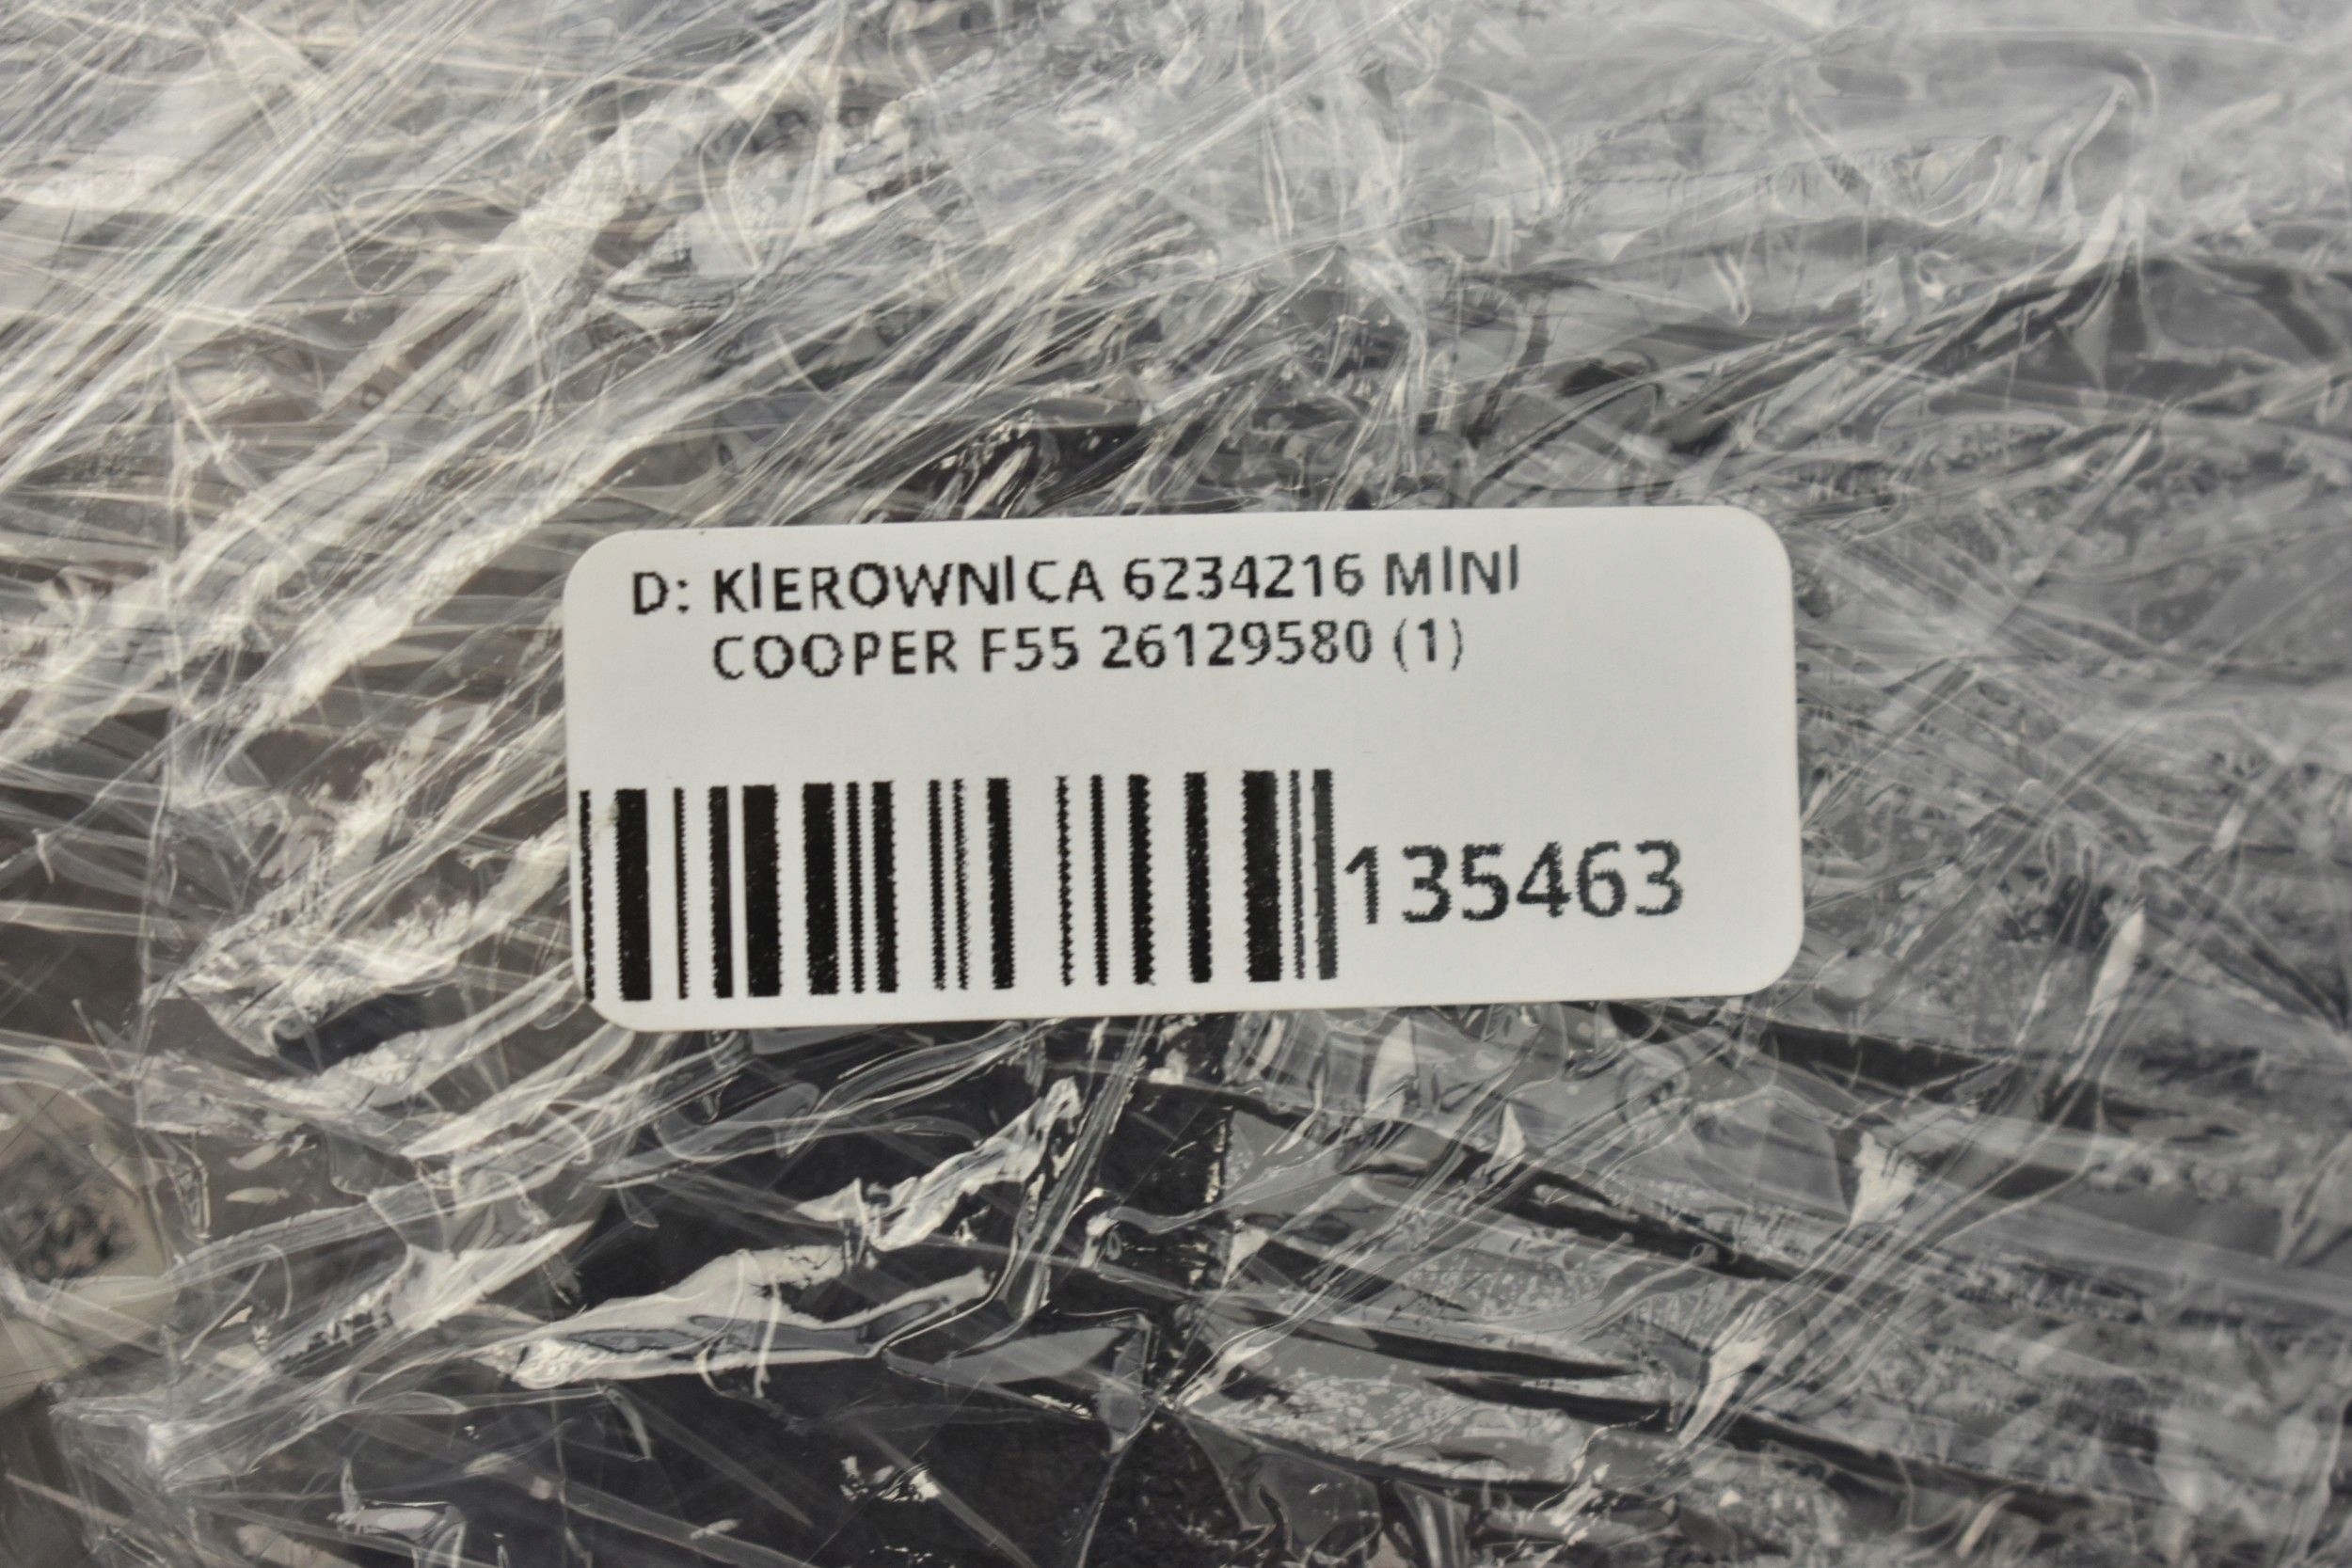 D: KIEROWNICA 6234216 MINI
COOPER F55 26129580 (1)
135463